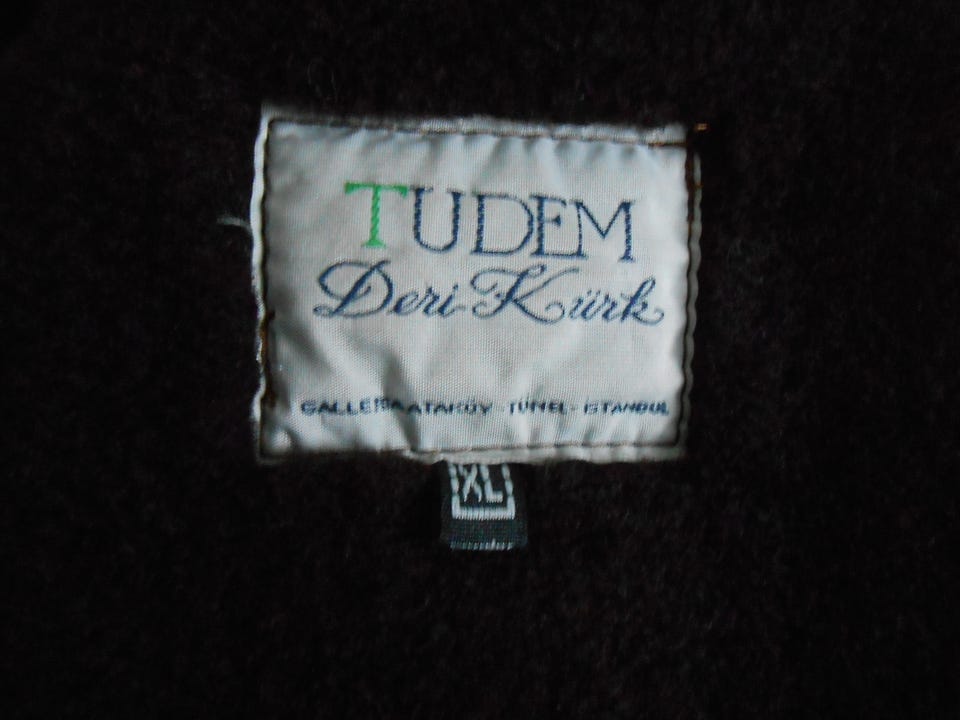 TUDEM
Deri-Kürk
GALLERIA ATAKÖY - TÜNEL - İSTANBUL
XL